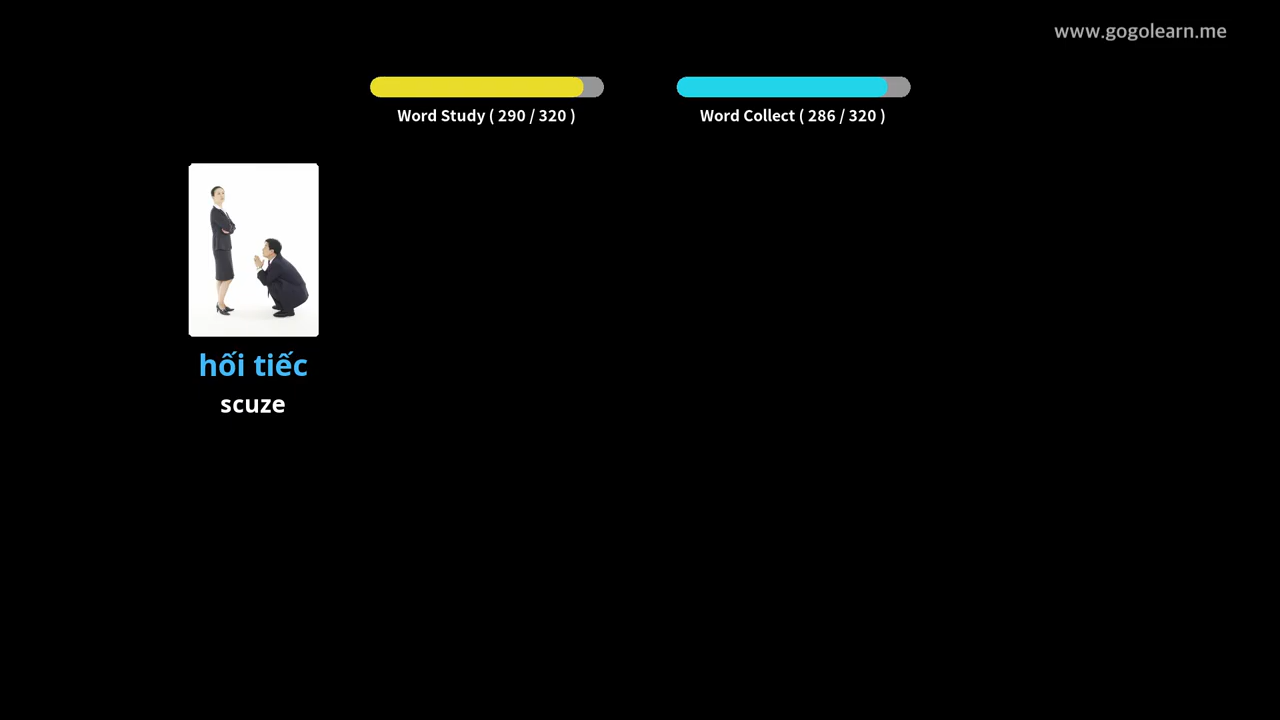 www.gogolearn.me
Word Study ( 290 / 320 )
Word Collect ( 286 / 320 )
hối tiếc
scuze